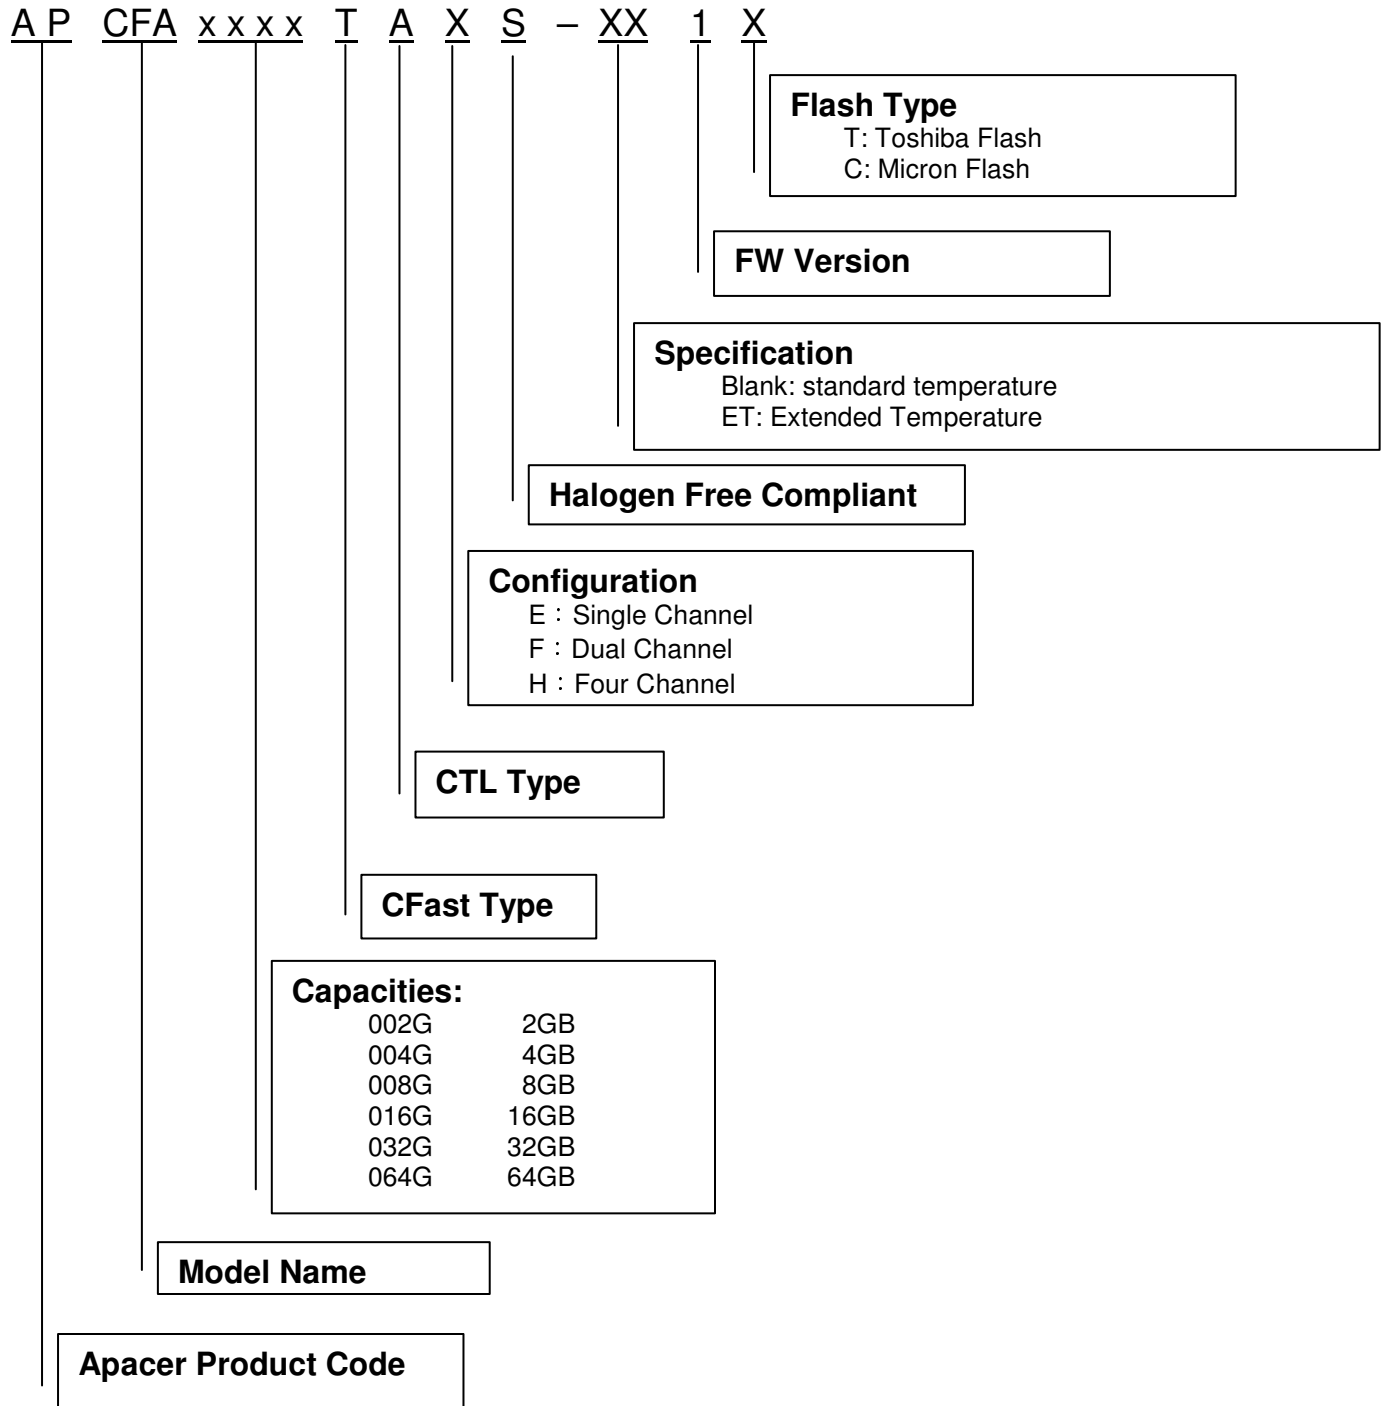 A P CFA x x x x T A X S – XX 1 X
Flash Type
T: Toshiba Flash
C: Micron Flash
FW Version
Specification
Blank: standard temperature
ET: Extended Temperature
Halogen Free Compliant
Configuration
E：Single Channel
F：Dual Channel
H：Four Channel
CTL Type
CFast Type
Capacities:
002G 2GB
004G 4GB
008G 8GB
016G 16GB
032G 32GB
064G 64GB
Model Name
Apacer Product Code